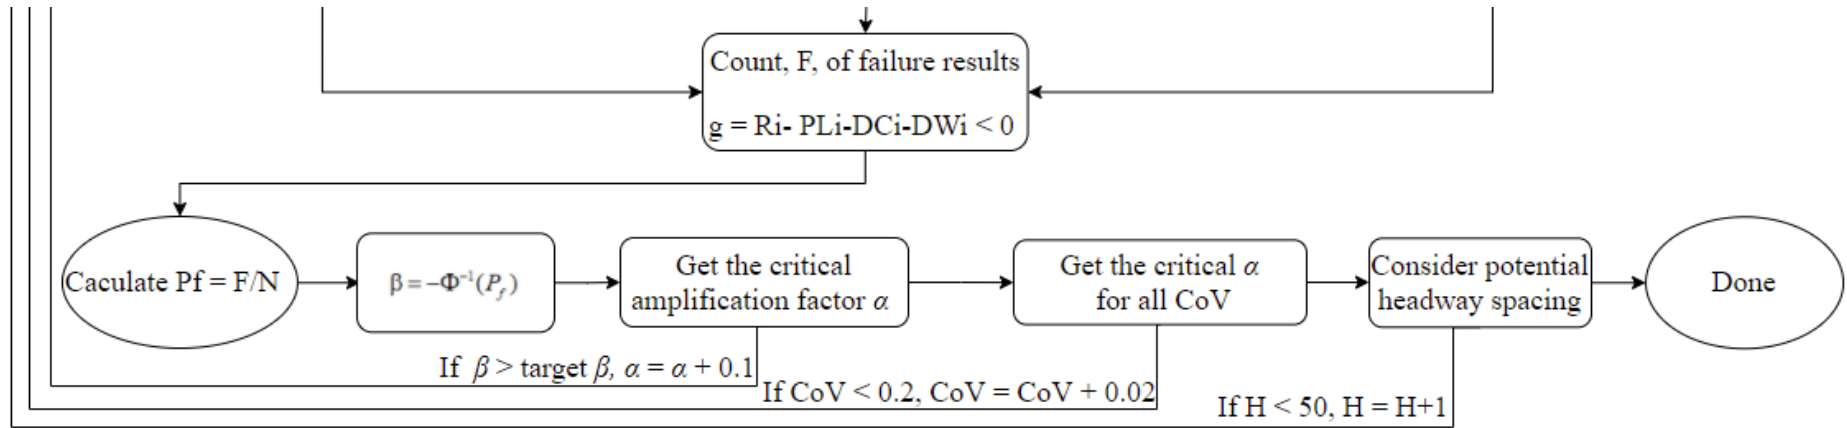 Count, F, of failure results
g = Ri- PLi-DCi-DWi < 0
Caculate Pf = F/N
β = −Φ⁻¹(P_f)
Get the critical
amplification factor α
Get the critical α
for all CoV
Consider potential
headway spacing
Done
If β > target β, α = α + 0.1
If CoV < 0.2, CoV = CoV + 0.02
If H < 50, H = H+1